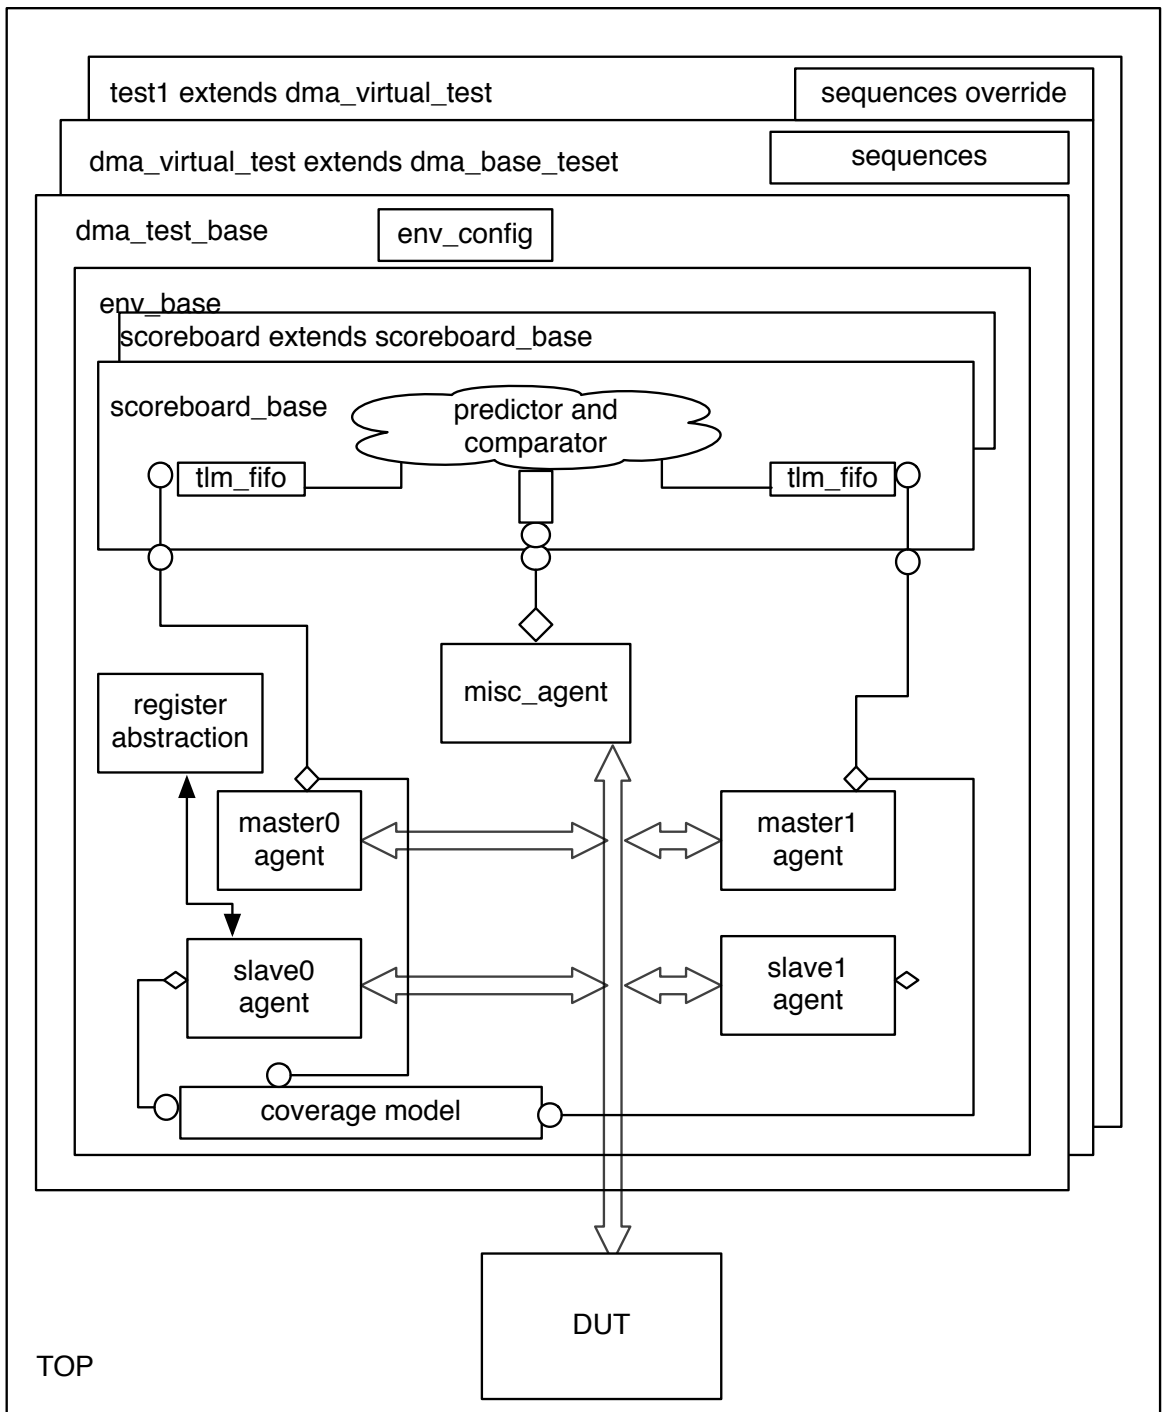 test1 extends dma_virtual_test
sequences override
dma_virtual_test extends dma_base_teset
sequences
dma_test_base
env_config
env_base
scoreboard extends scoreboard_base
scoreboard_base
predictor and
comparator
tlm_fifo
tlm_fifo
misc_agent
register
abstraction
master0
agent
master1
agent
slave0
agent
slave1
agent
coverage model
DUT
TOP